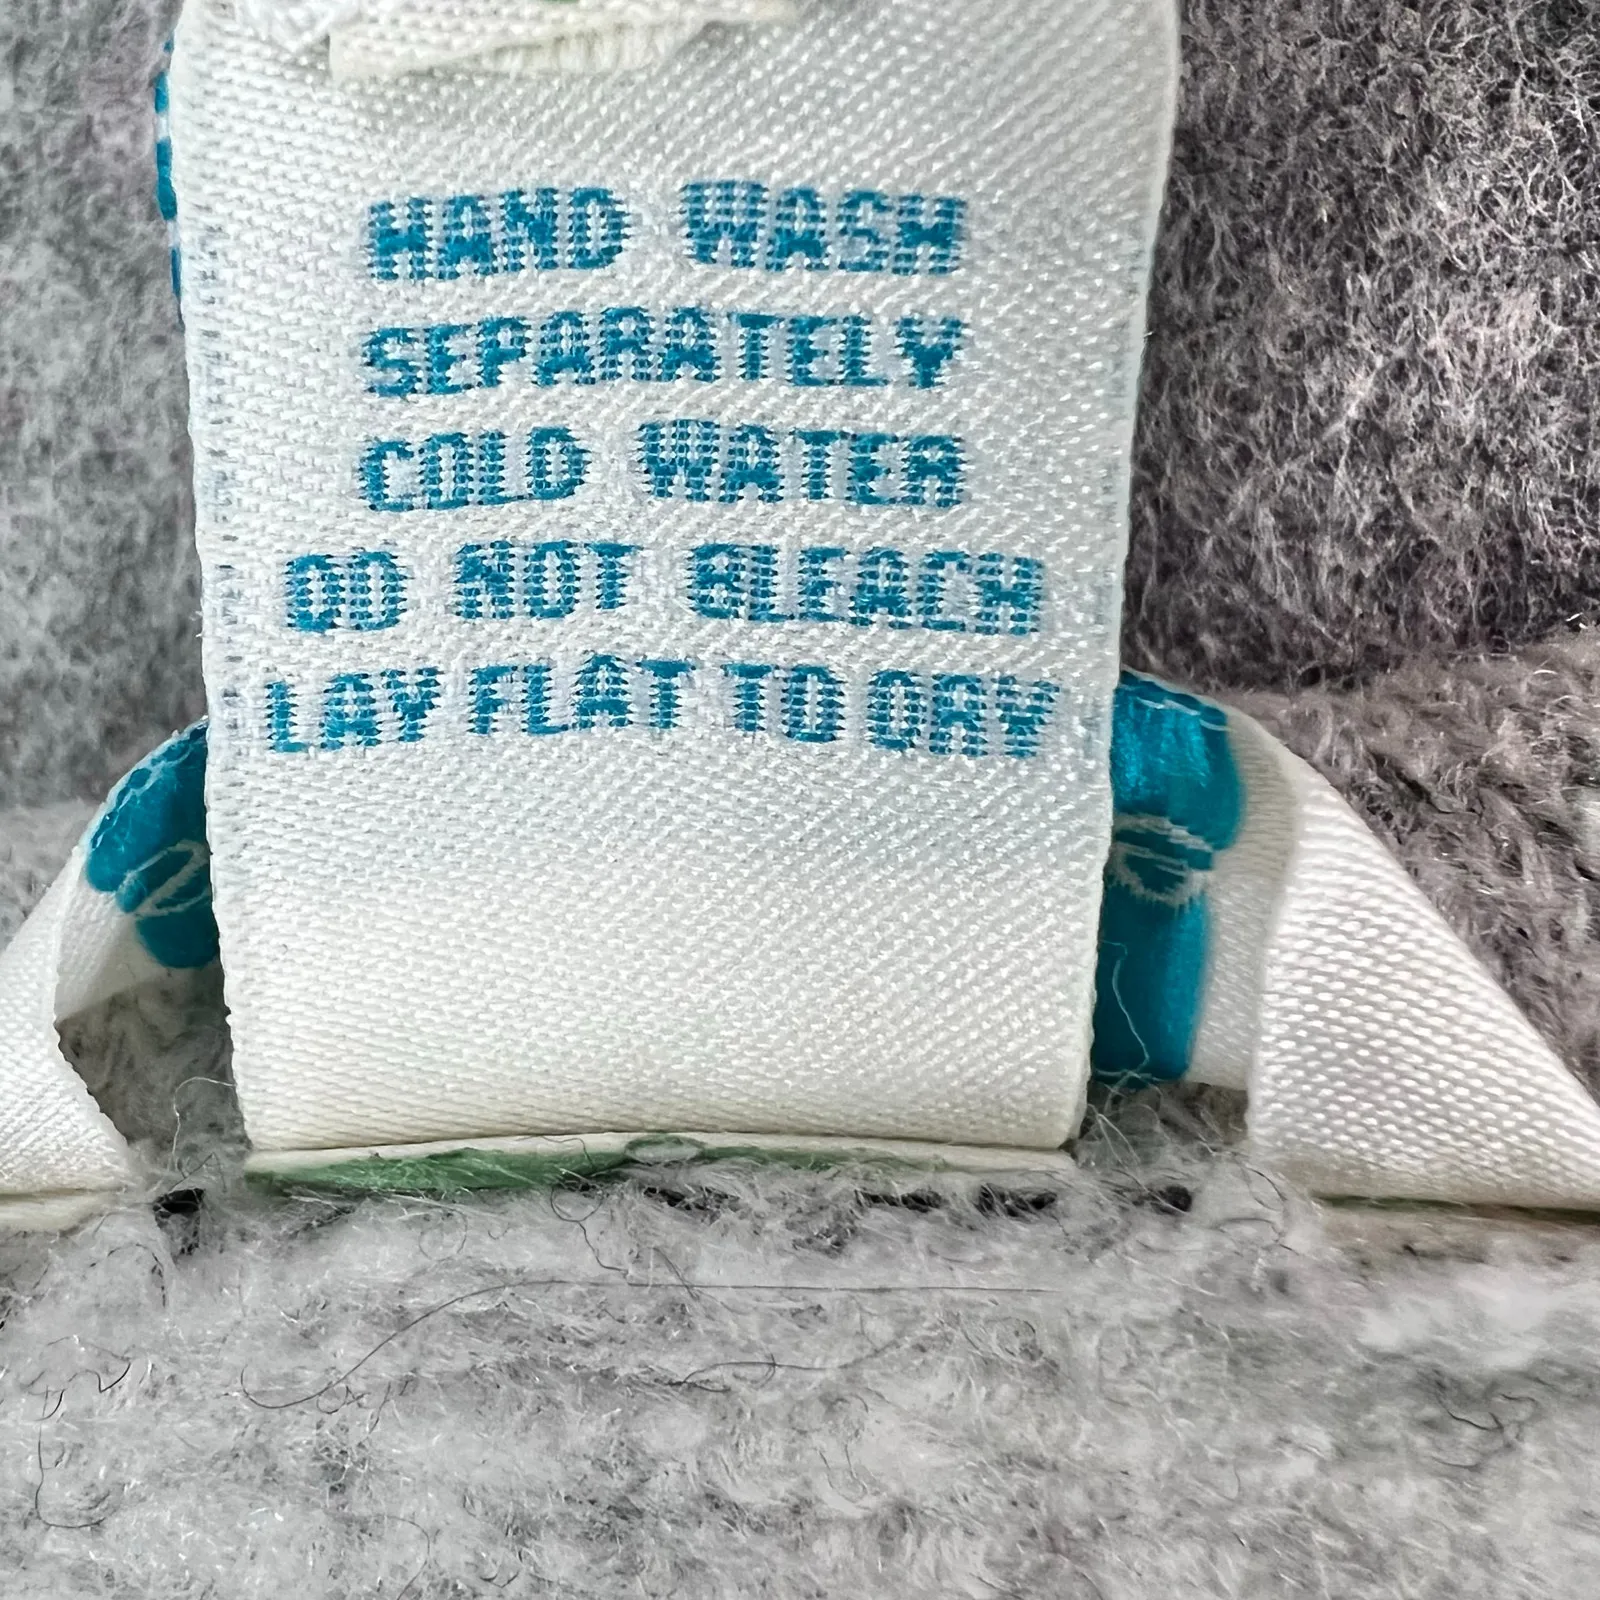 HAND WASH
SEPARATELY
COLD WATER
DO NOT BLEACH
LAY FLAT TO DRY